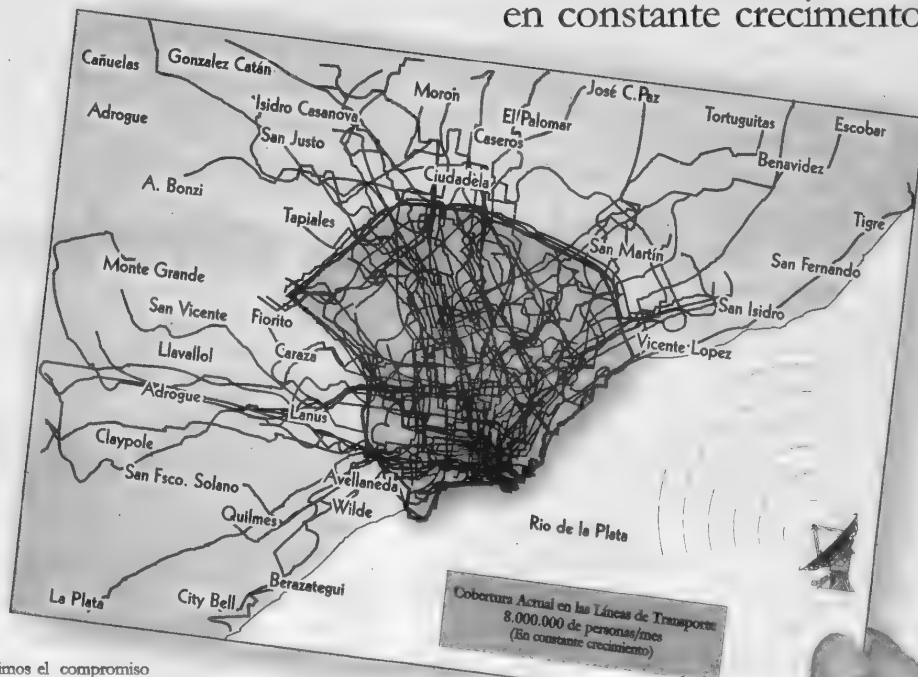 en constante crecimento
Cañuelas
Gonzalez Catán
Adrogue
Isidro Casanova
Moron
José C. Paz
El Palomar
Tortuguitas
Escobar
San Justo
Caseros
Benavidez
A. Bonzi
Ciudadela
Tigre
Tapiales
San Martín
San Fernando
Monte Grande
San Vicente
Fiorito
San Isidro
Llavallol
Caraza
Vicente Lopez
Adrogue
Lanus
Claypole
San Fsco. Solano
Avellaneda
Quilmes
Wilde
Rio de la Plata
La Plata
City Bell
Berazategui
Cobertura Actual en las Líneas de Transporte
8.000.000 de personas/mes
(En constante crecimiento)
imos el compromiso